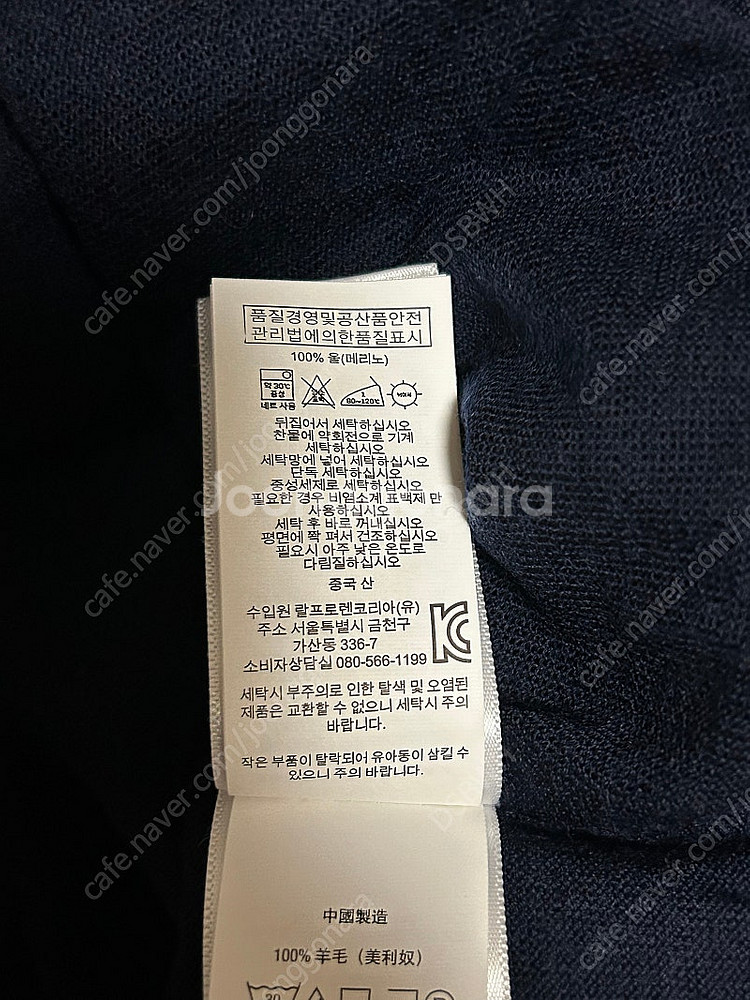 품질경영및공산품안전
관리법에의한품질표시
100% 울(메리노)
약 30℃
중성
네트 사용
80~120℃
뉘어서
뒤집어서 세탁하십시오
찬물에 약회전으로 기계
세탁하십시오
세탁망에 넣어 세탁하십시오
단독 세탁하십시오
중성세제로 세탁하십시오
필요한 경우 비염소계 표백제 만
사용하십시오
세탁 후 바로 꺼내십시오
평면에 쫙 펴서 건조하십시오
필요시 아주 낮은 온도로
다림질하십시오
중국 산
수입원 랄프로렌코리아(유)
주소 서울특별시 금천구
가산동 336-7
소비자상담실 080-566-1199
세탁시 부주의로 인한 탈색 및 오염된
제품은 교환할 수 없으니 세탁시 주의
바랍니다.
작은 부품이 탈락되어 유아동이 삼킬 수
있으니 주의 바랍니다.
中國製造
100% 羊毛 (美利奴)
30
Joonggonara
cafe.naver.com/joonggonara
DSBWH